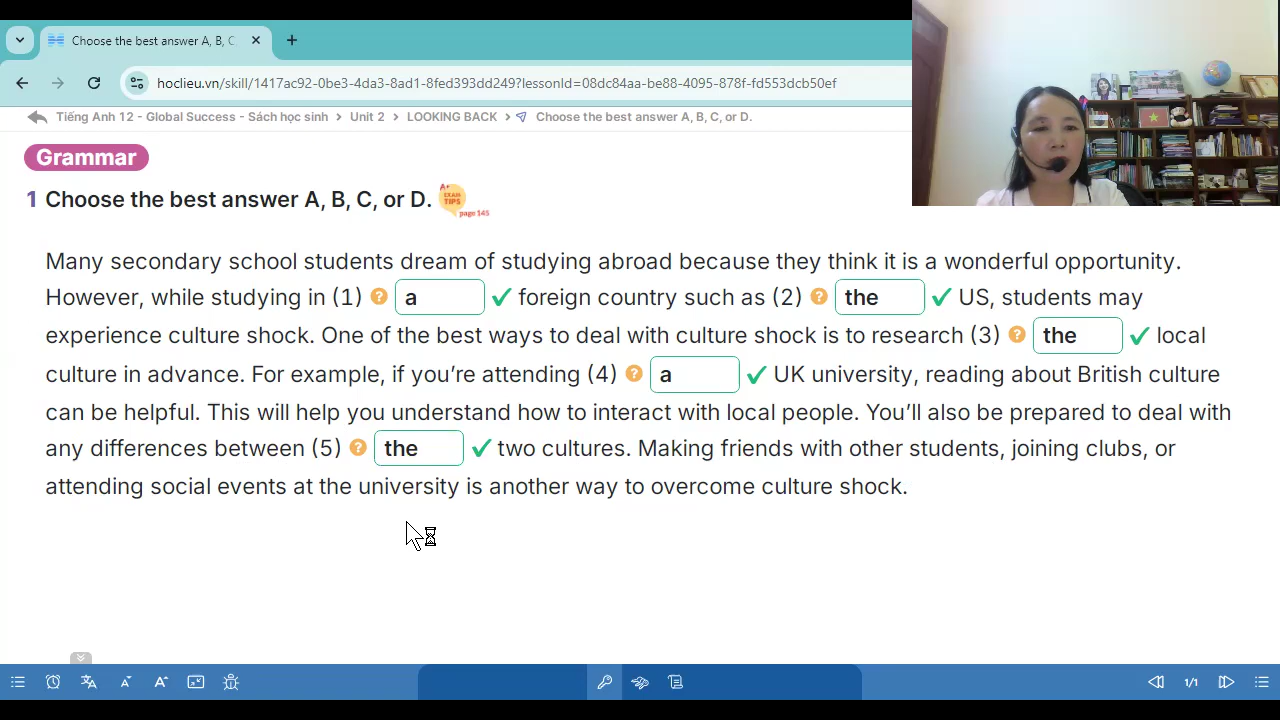 Choose the best answer A, B, C
hoclieu.vn/skill/1417ac92-0be3-4da3-8ad1-8fed393dd249?lessonId=08dc84aa-be88-4095-878f-fd553dcb50ef
Tiếng Anh 12 - Global Success - Sách học sinh > Unit 2 > LOOKING BACK > Choose the best answer A, B, C, or D.
Grammar
1 Choose the best answer A, B, C, or D. EXAM TIPS page 145
Many secondary school students dream of studying abroad because they think it is a wonderful opportunity.
However, while studying in (1) ? a ✓ foreign country such as (2) ? the ✓ US, students may
experience culture shock. One of the best ways to deal with culture shock is to research (3) ? the ✓ local
culture in advance. For example, if you're attending (4) ? a ✓ UK university, reading about British culture
can be helpful. This will help you understand how to interact with local people. You'll also be prepared to deal with
any differences between (5) ? the ✓ two cultures. Making friends with other students, joining clubs, or
attending social events at the university is another way to overcome culture shock.
1/1